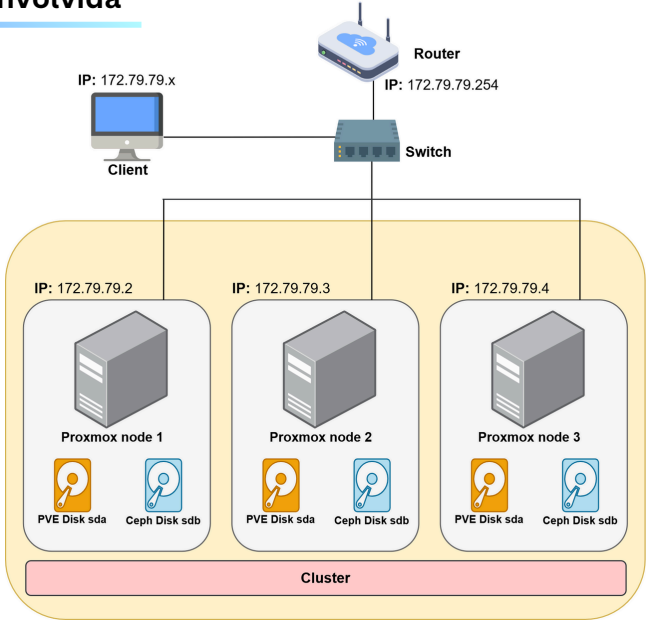 nvolvida
Router
IP: 172.79.79.x
IP: 172.79.79.254
Switch
Client
IP: 172.79.79.2
IP: 172.79.79.3
IP: 172.79.79.4
Proxmox node 1
Proxmox node 2
Proxmox node 3
PVE Disk sda
Ceph Disk sdb
PVE Disk sda
Ceph Disk sdb
PVE Disk sda
Ceph Disk sdb
Cluster